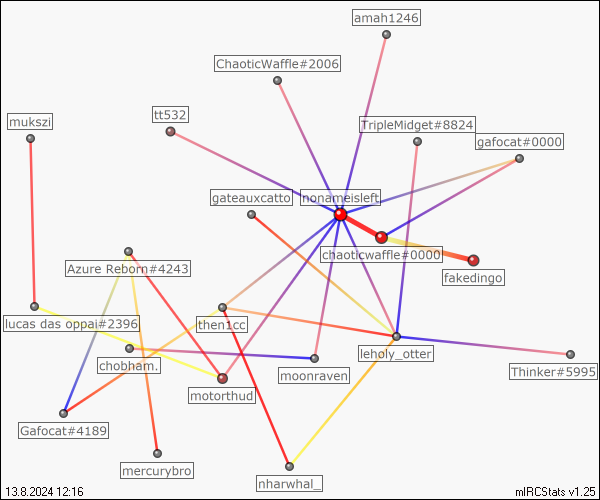 amah1246
ChaoticWaffle#2006
tt532
mukszi
TripleMidget#8824
gafocat#0000
gateauxcatto
nonameisleft
chaoticwaffle#0000
Azure Reborn#4243
fakedingo
lucas das oppai#2396
then1cc
leholy_otter
chobham.
moonraven
Thinker#5995
motorthud
Gafocat#4189
mercurybro
nharwhal_
13.8.2024 12:16
mIRCStats v1.25